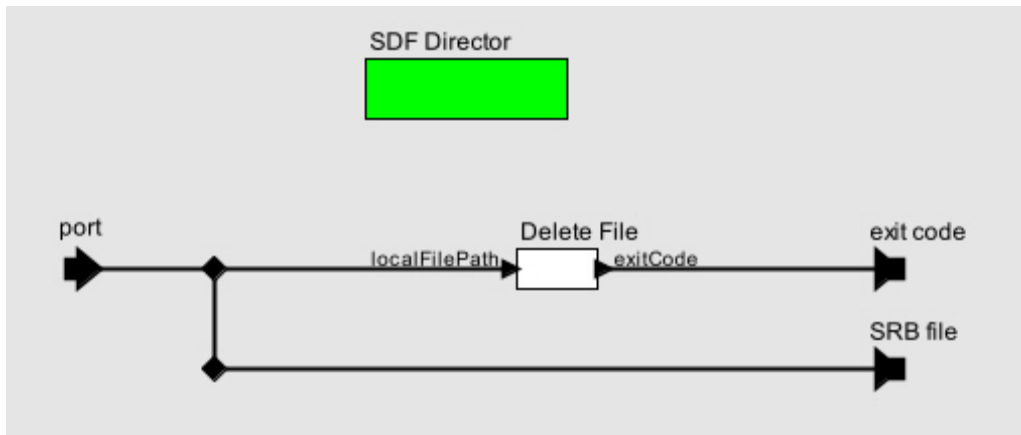 SDF Director
port
Delete File
exit code
localFilePath
exitCode
SRB file